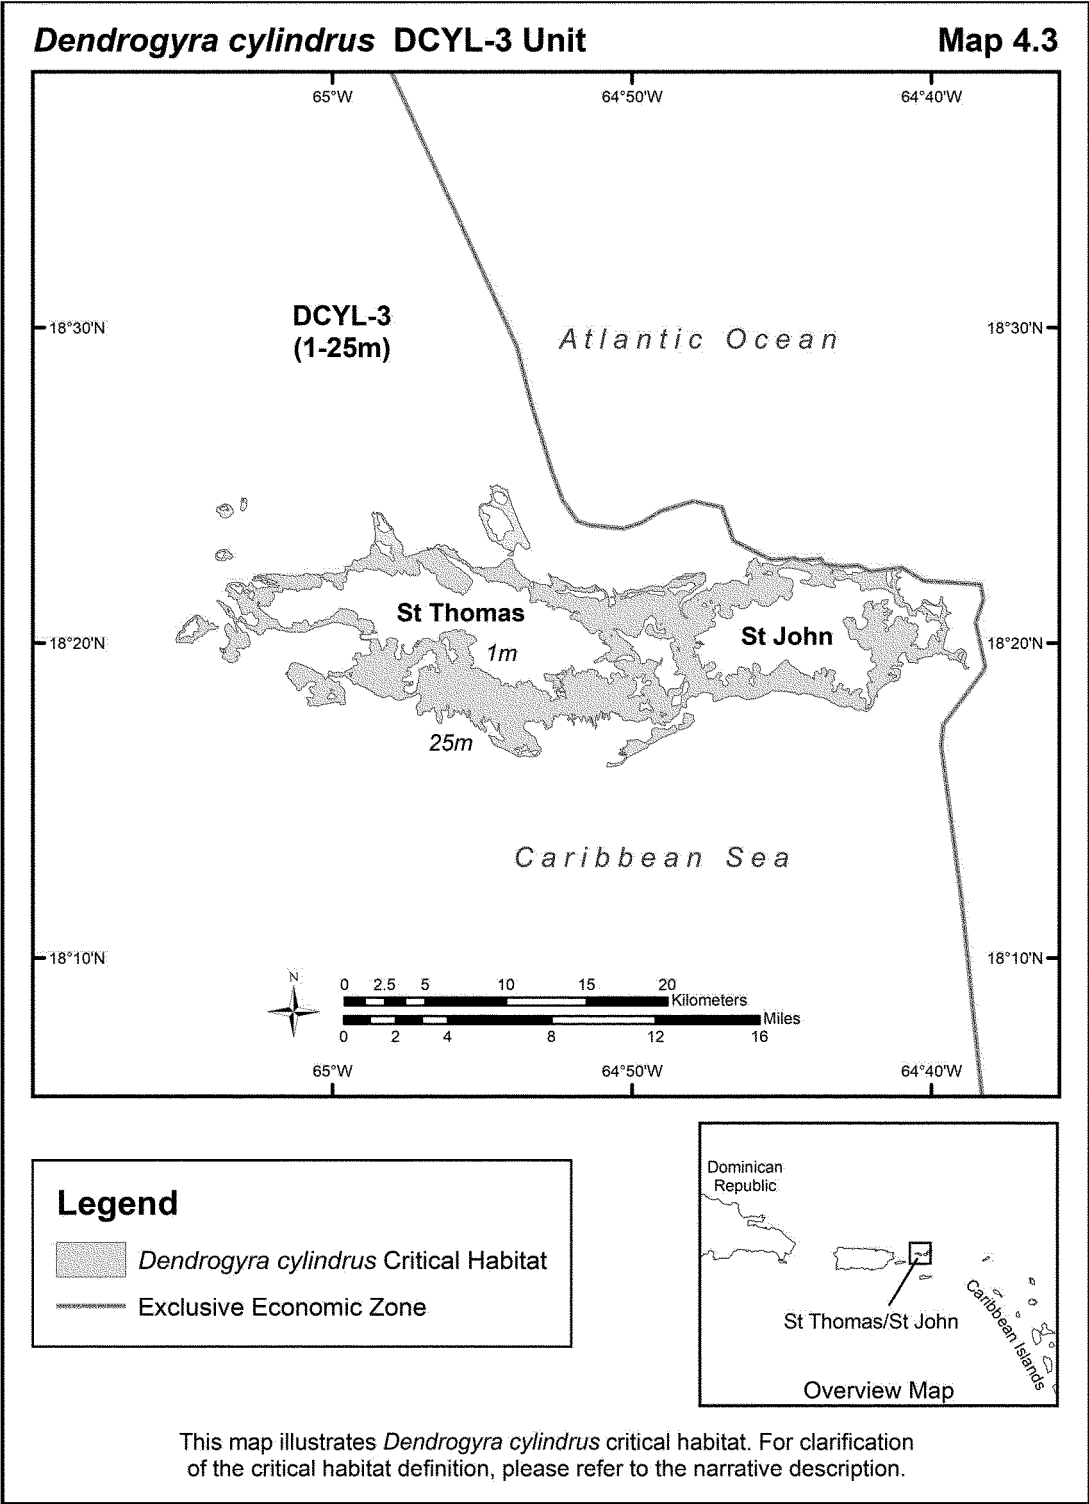 Dendrogyra cylindrus DCYL-3 Unit
Map 4.3
65°W
64°50'W
64°40'W
DCYL-3
(1-25m)
18°30'N
18°30'N
Atlantic Ocean
St Thomas
St John
18°20'N
18°20'N
1m
25m
Caribbean Sea
18°10'N
18°10'N
N
0 2.5 5 10 15 20
Kilometers
Miles
0 2 4 8 12 16
65°W
64°50'W
64°40'W
Legend
Dendrogyra cylindrus Critical Habitat
Exclusive Economic Zone
Dominican
Republic
St Thomas/St John
Caribbean Islands
Overview Map
This map illustrates Dendrogyra cylindrus critical habitat. For clarification
of the critical habitat definition, please refer to the narrative description.